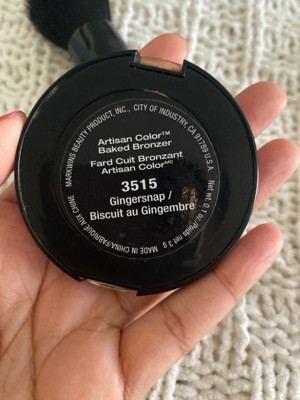 MARKWINS BEAUTY PRODUCT, INC., CITY OF INDUSTRY, CA 91789 U.S.A.
Artisan Color™
Baked Bronzer
Fard Cuit Bronzant
Artisan Color MC
3515
Gingersnap /
Biscuit au Gingembre
Net wt. 0.1 oz/Poids net 3 g
MADE IN CHINA/FABRIQUÉ AUX CHINE